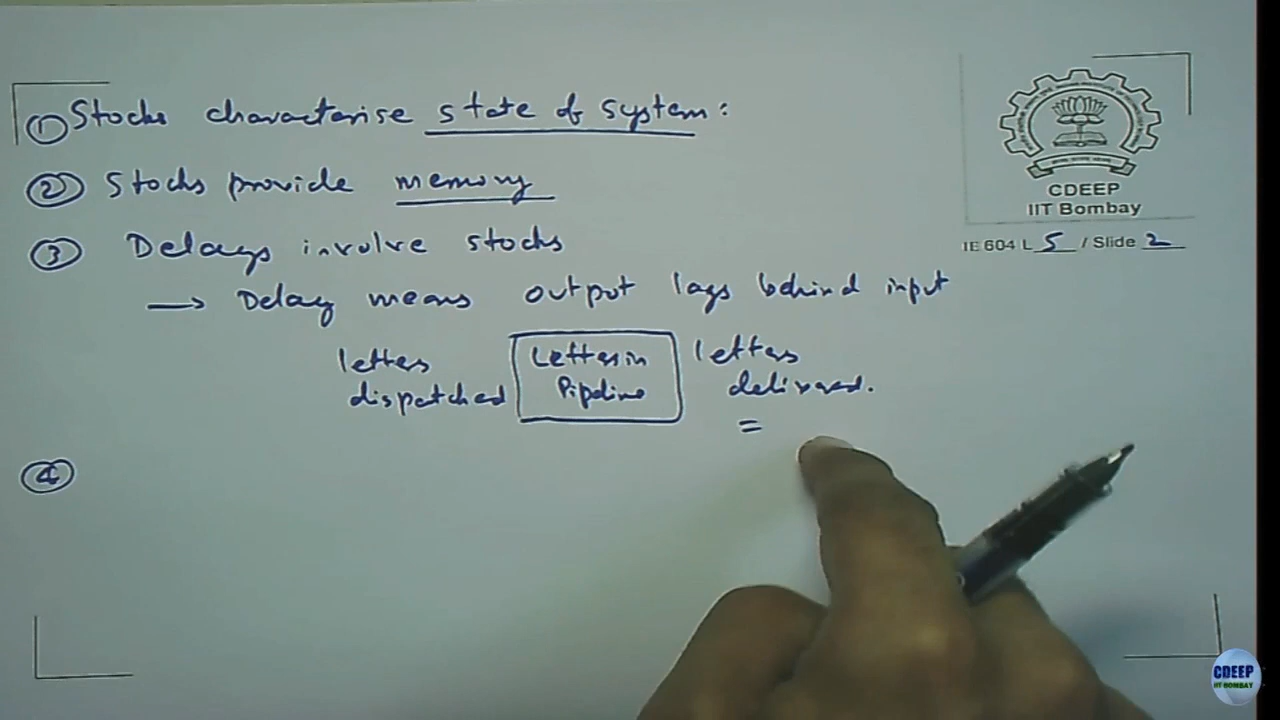 ① Stocks characterise state of system:
② Stocks provide memory
③ Delays involve stocks
→ Delay means output lags behind input
letters dispatched
Letters in Pipeline
letters delivered.
=
④
CDEEP
IIT Bombay
IE 604 L 5 / Slide 2
CDEEP
IIT BOMBAY